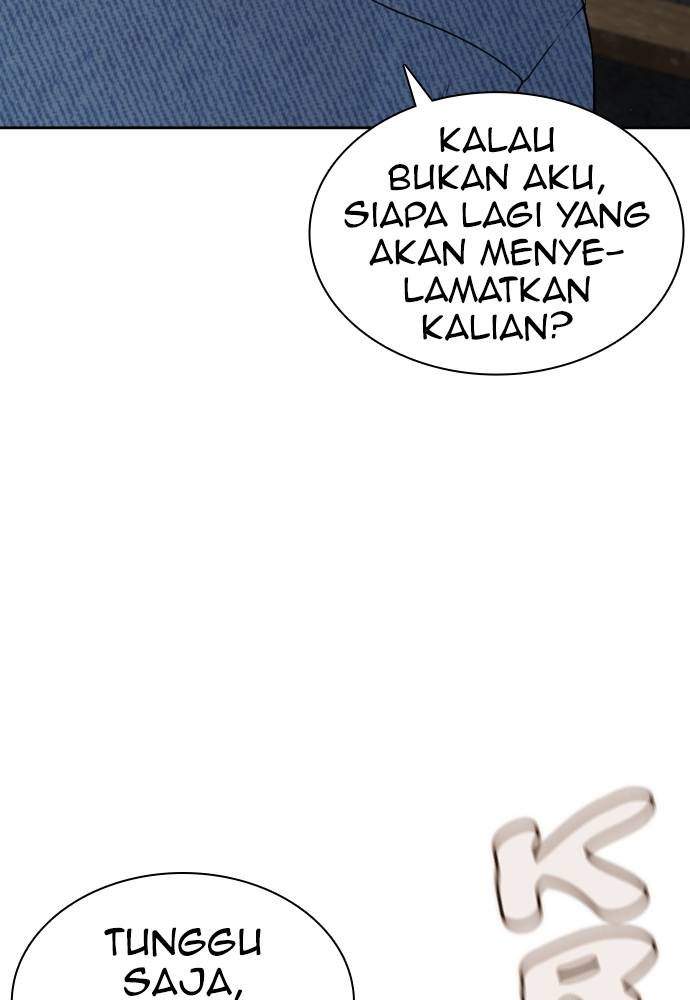 KALAU
BUKAN AKU,
SIAPA LAGI YANG
AKAN MENYE-
LAMATKAN
KALIAN?
K
TUNGGU
SAJA,